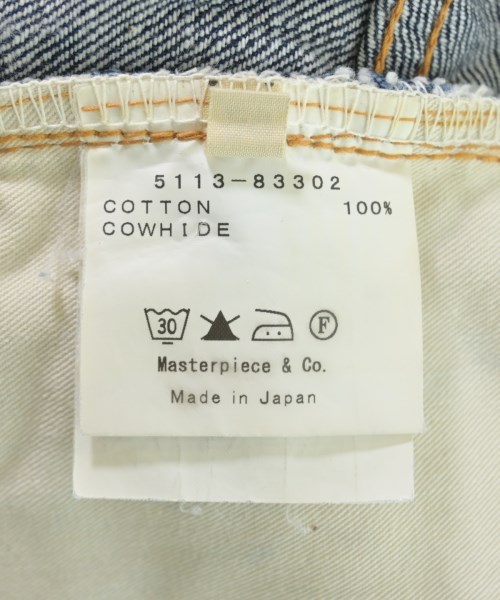 5113-83302
COTTON 100%
COWHIDE
30 F
Masterpiece & Co.
Made in Japan